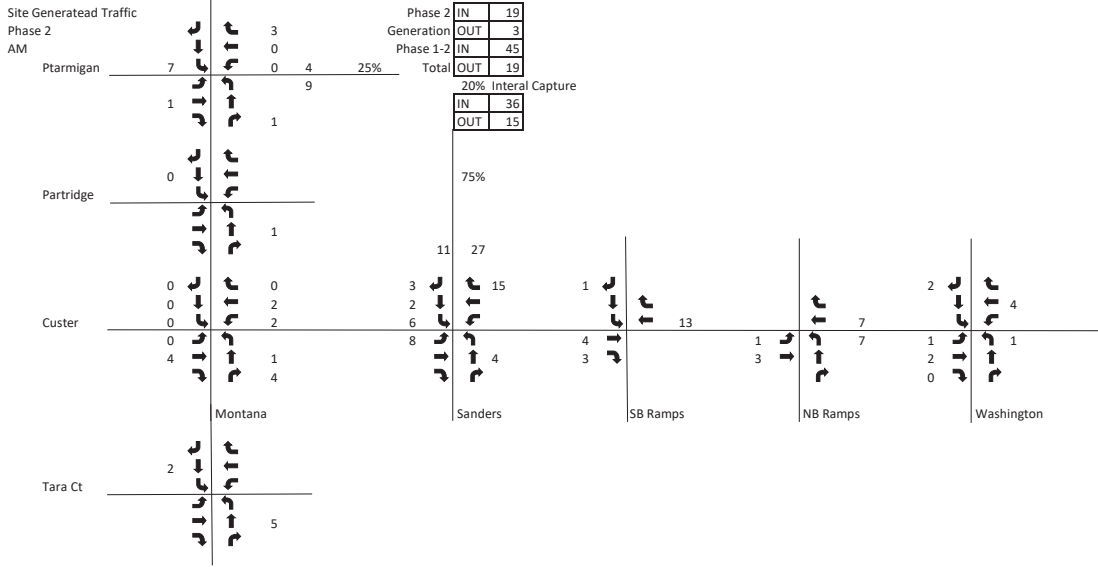 Site Generatead Traffic Phase 2 IN 19
Phase 2 3 Generation OUT 3
AM 0 Phase 1-2 IN 45
Ptarmigan 7 0 4 25% Total OUT 19
9 20% Interal Capture
1 IN 36
1 OUT 15
0 75%
Partridge
1
11 27
0 0 3 15 1 2
0 2 2 4
Custer 0 2 6 13 7
0 8 4 1 7 1 1
4 1 4 3 3 2
4 0
Montana Sanders SB Ramps NB Ramps Washington
2
Tara Ct
5